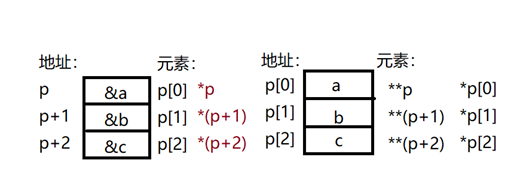 地址: 元素: 地址: 元素:
p &a p[0] *p p[0] a **p *p[0]
p+1 &b p[1] *(p+1) p[1] b **(p+1) *p[1]
p+2 &c p[2] *(p+2) p[2] c **(p+2) *p[2]